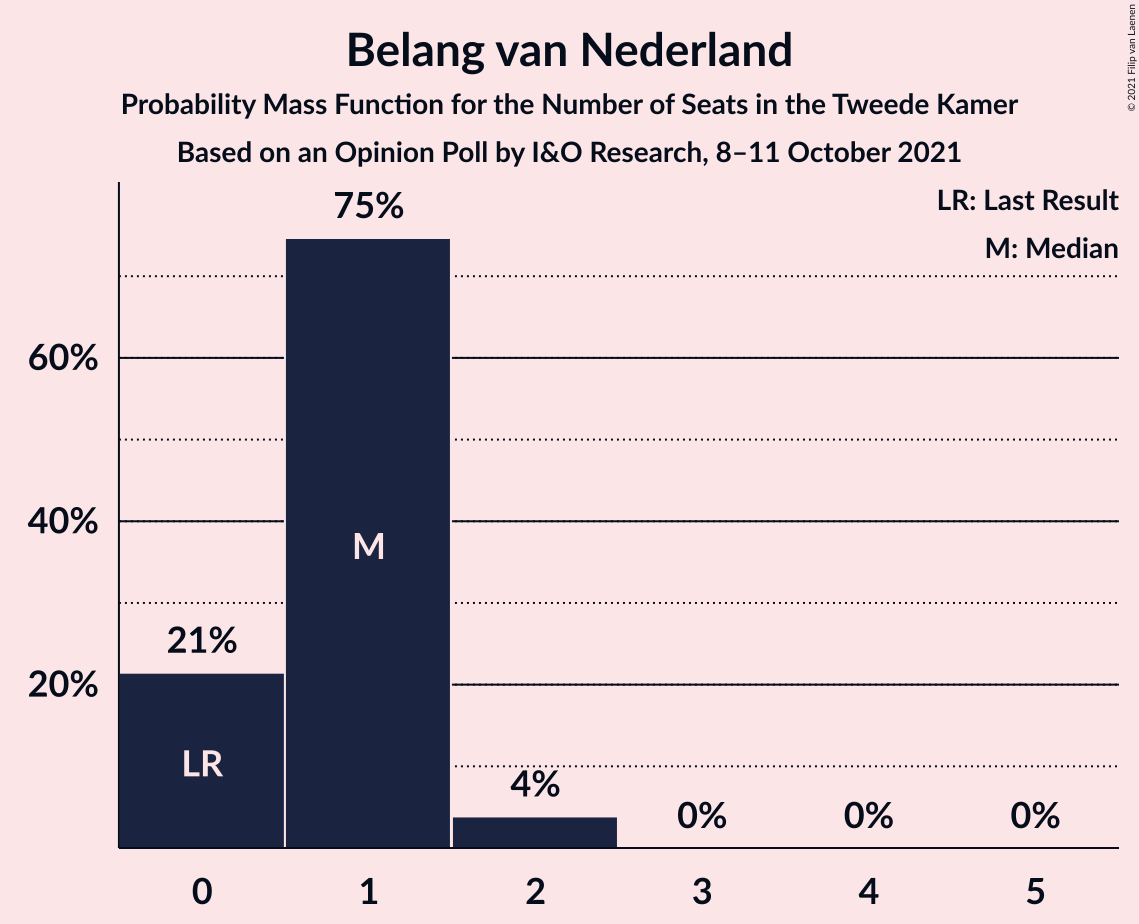 Belang van Nederland
Probability Mass Function for the Number of Seats in the Tweede Kamer
Based on an Opinion Poll by I&O Research, 8–11 October 2021
© 2021 Filip van Laenen
LR: Last Result
M: Median
75%
60%
40%
M
21%
20%
LR
4%
0%
0%
0%
0
1
2
3
4
5